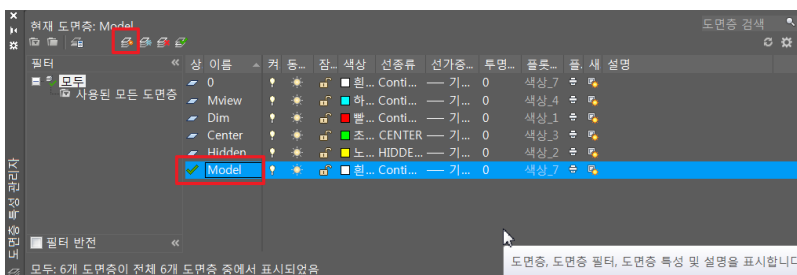 현재 도면층: Model
도면층 검색
필터
상 이름 켜 동... 잠... 색상 선종류 선가중... 투명... 플롯... 플. 새 설명
모두
사용된 모든 도면층
0 흰... Conti... 기... 0 색상_7
Mview 하... Conti... 기... 0 색상_4
Dim 빨... Conti... 기... 0 색상_1
Center 초... CENTER 기... 0 색상_3
Hidden 노... HIDDE... 기... 0 색상_2
Model 흰... Conti... 기... 0 색상_7
필터 반전
모두: 6개 도면층이 전체 6개 도면층 중에서 표시되었음
도면층, 도면층 필터, 도면층 특성 및 설명을 표시합니다
도면층 특성 관리자